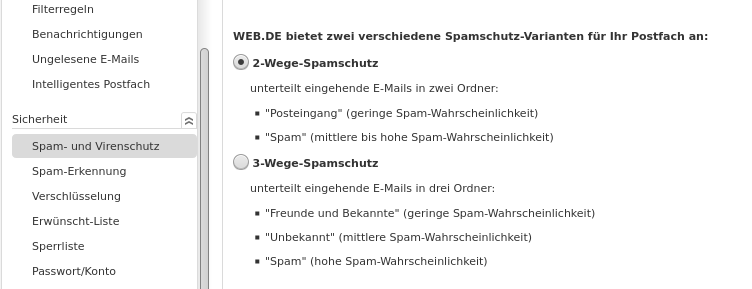 Filterregeln
Benachrichtigungen
Ungelesene E-Mails
Intelligentes Postfach
Sicherheit
Spam- und Virenschutz
Spam-Erkennung
Verschlüsselung
Erwünscht-Liste
Sperrliste
Passwort/Konto
WEB.DE bietet zwei verschiedene Spamschutz-Varianten für Ihr Postfach an:
2-Wege-Spamschutz
unterteilt eingehende E-Mails in zwei Ordner:
"Posteingang" (geringe Spam-Wahrscheinlichkeit)
"Spam" (mittlere bis hohe Spam-Wahrscheinlichkeit)
3-Wege-Spamschutz
unterteilt eingehende E-Mails in drei Ordner:
"Freunde und Bekannte" (geringe Spam-Wahrscheinlichkeit)
"Unbekannt" (mittlere Spam-Wahrscheinlichkeit)
"Spam" (hohe Spam-Wahrscheinlichkeit)